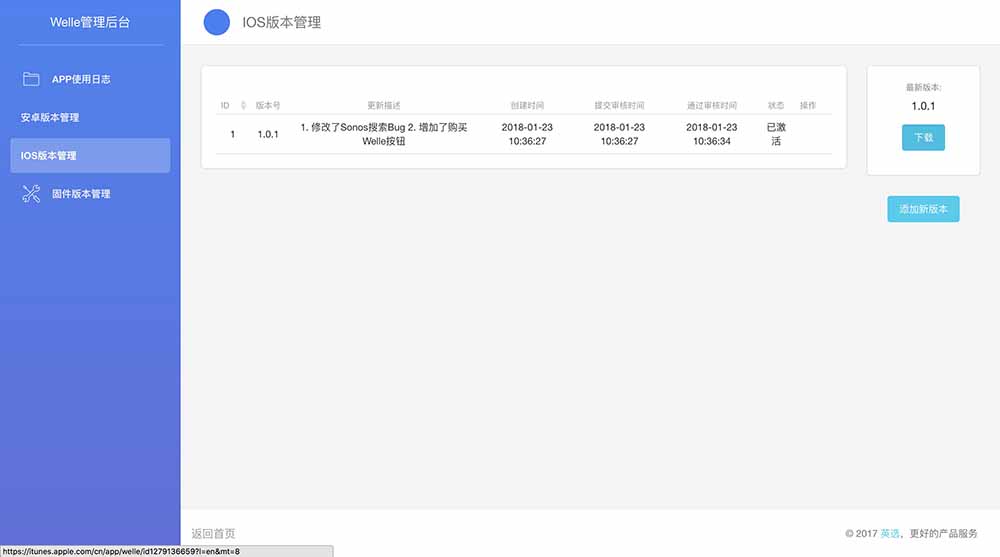 Welle管理后台
APP使用日志
安卓版本管理
IOS版本管理
固件版本管理
IOS版本管理
ID 版本号 更新描述 创建时间 提交审核时间 通过审核时间 状态 操作
1 1.0.1 1. 修改了Sonos搜索Bug 2. 增加了购买 2018-01-23 2018-01-23 2018-01-23 已激
Welle按钮 10:36:27 10:36:27 10:36:34 活
最新版本:
1.0.1
下载
添加新版本
返回首页
© 2017 英选，更好的产品服务
https://itunes.apple.com/cn/app/welle/id1279136659?l=en&mt=8